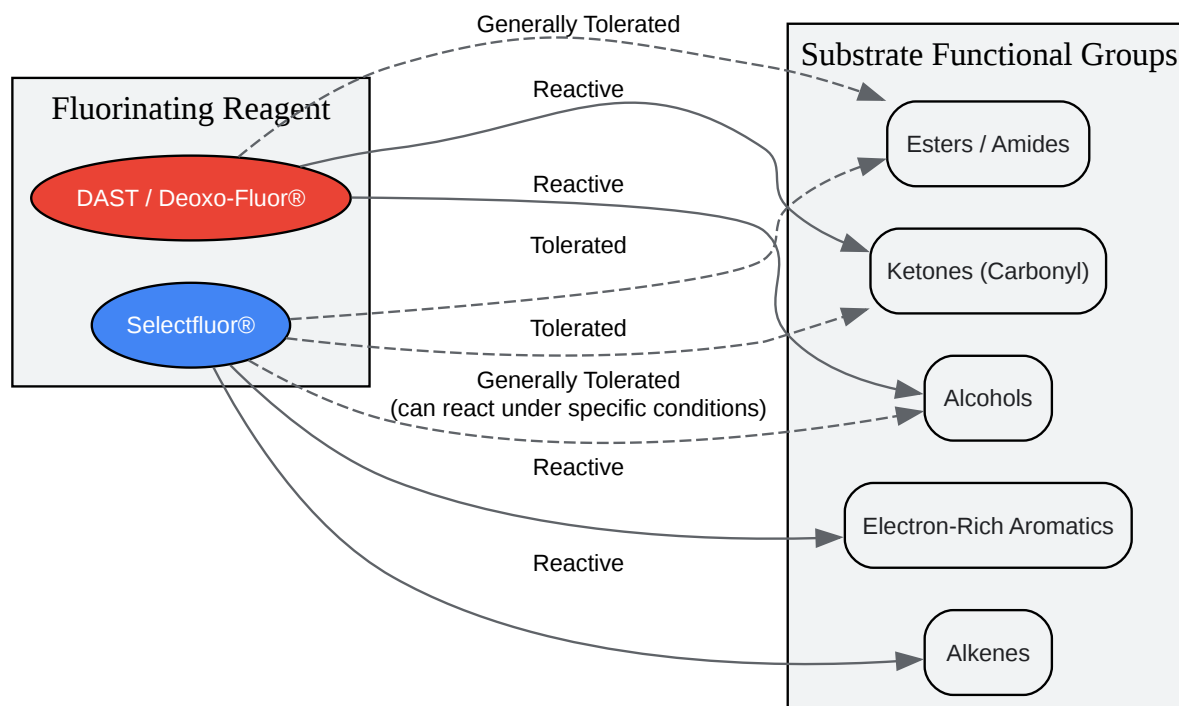 Generally Tolerated
Substrate Functional Groups
Fluorinating Reagent
Reactive
Esters / Amides
DAST / Deoxo-Fluor®
Reactive
Tolerated
Ketones (Carbonyl)
Selectfluor®
Tolerated
Generally Tolerated
(can react under specific conditions)
Alcohols
Reactive
Electron-Rich Aromatics
Reactive
Alkenes